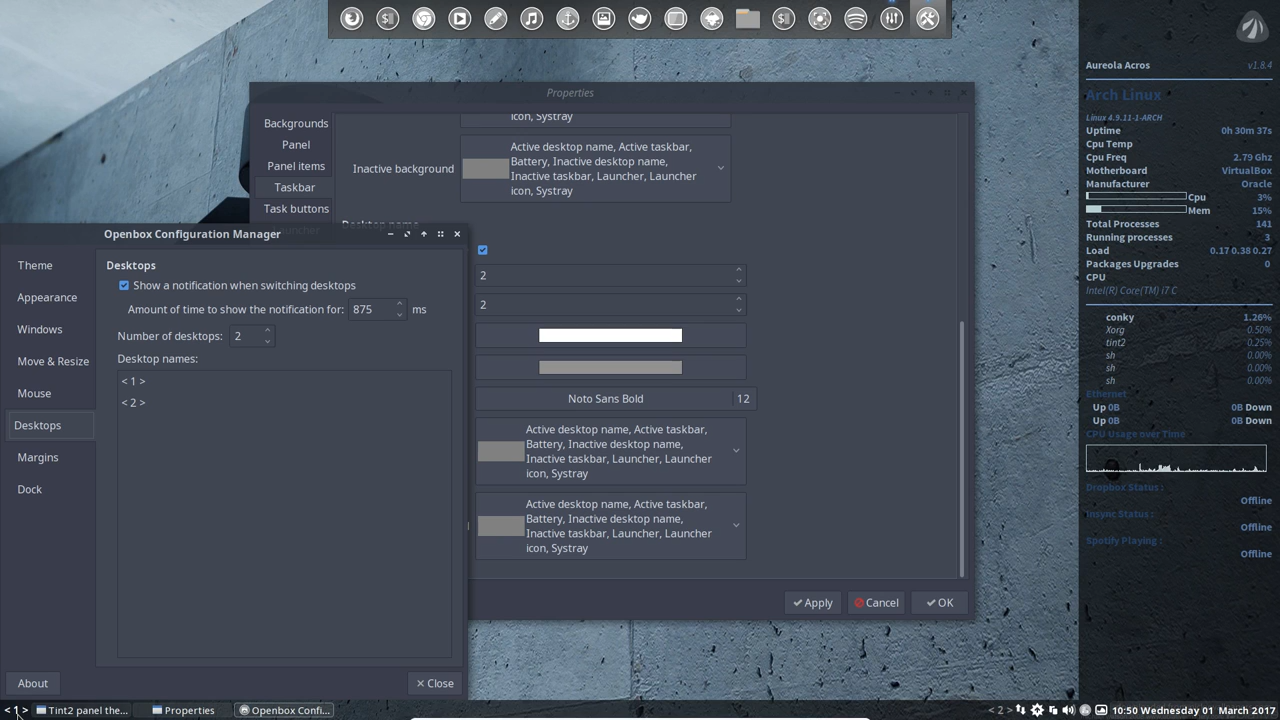 Properties
Backgrounds
Panel
Panel items
Taskbar
Task buttons
icon, Systray
Inactive background
Active desktop name, Active taskbar,
Battery, Inactive desktop name,
Inactive taskbar, Launcher, Launcher
icon, Systray
Desktop name
2
2
Noto Sans Bold 12
Active desktop name, Active taskbar,
Battery, Inactive desktop name,
Inactive taskbar, Launcher, Launcher
icon, Systray
Active desktop name, Active taskbar,
Battery, Inactive desktop name,
Inactive taskbar, Launcher, Launcher
icon, Systray
Apply Cancel OK
Openbox Configuration Manager
Theme
Appearance
Windows
Move & Resize
Mouse
Desktops
Margins
Dock
Desktops
Show a notification when switching desktops
Amount of time to show the notification for: 875 ms
Number of desktops: 2
Desktop names:
< 1 >
< 2 >
About
Close
Aureola Acros v1.8.4
Arch Linux
Linux 4.9.11-1-ARCH
Uptime 0h 30m 37s
Cpu Temp
Cpu Freq 2.79 Ghz
Motherboard VirtualBox
Manufacturer Oracle
Cpu 3%
Mem 15%
Total Processes 141
Running processes 3
Load 0.17 0.38 0.27
Packages Upgrades 0
CPU
Intel(R) Core(TM) i7 C
conky 1.26%
Xorg 0.50%
tint2 0.25%
sh 0.00%
sh 0.00%
sh 0.00%
Ethernet
Up 0B 0B Down
Up 0B 0B Down
CPU Usage over Time
Dropbox Status :
Offline
Insync Status :
Offline
Spotify Playing :
Offline
< 1 > Tint2 panel the... Properties Openbox Confi... < 2 > 10:50 Wednesday 01 March 2017